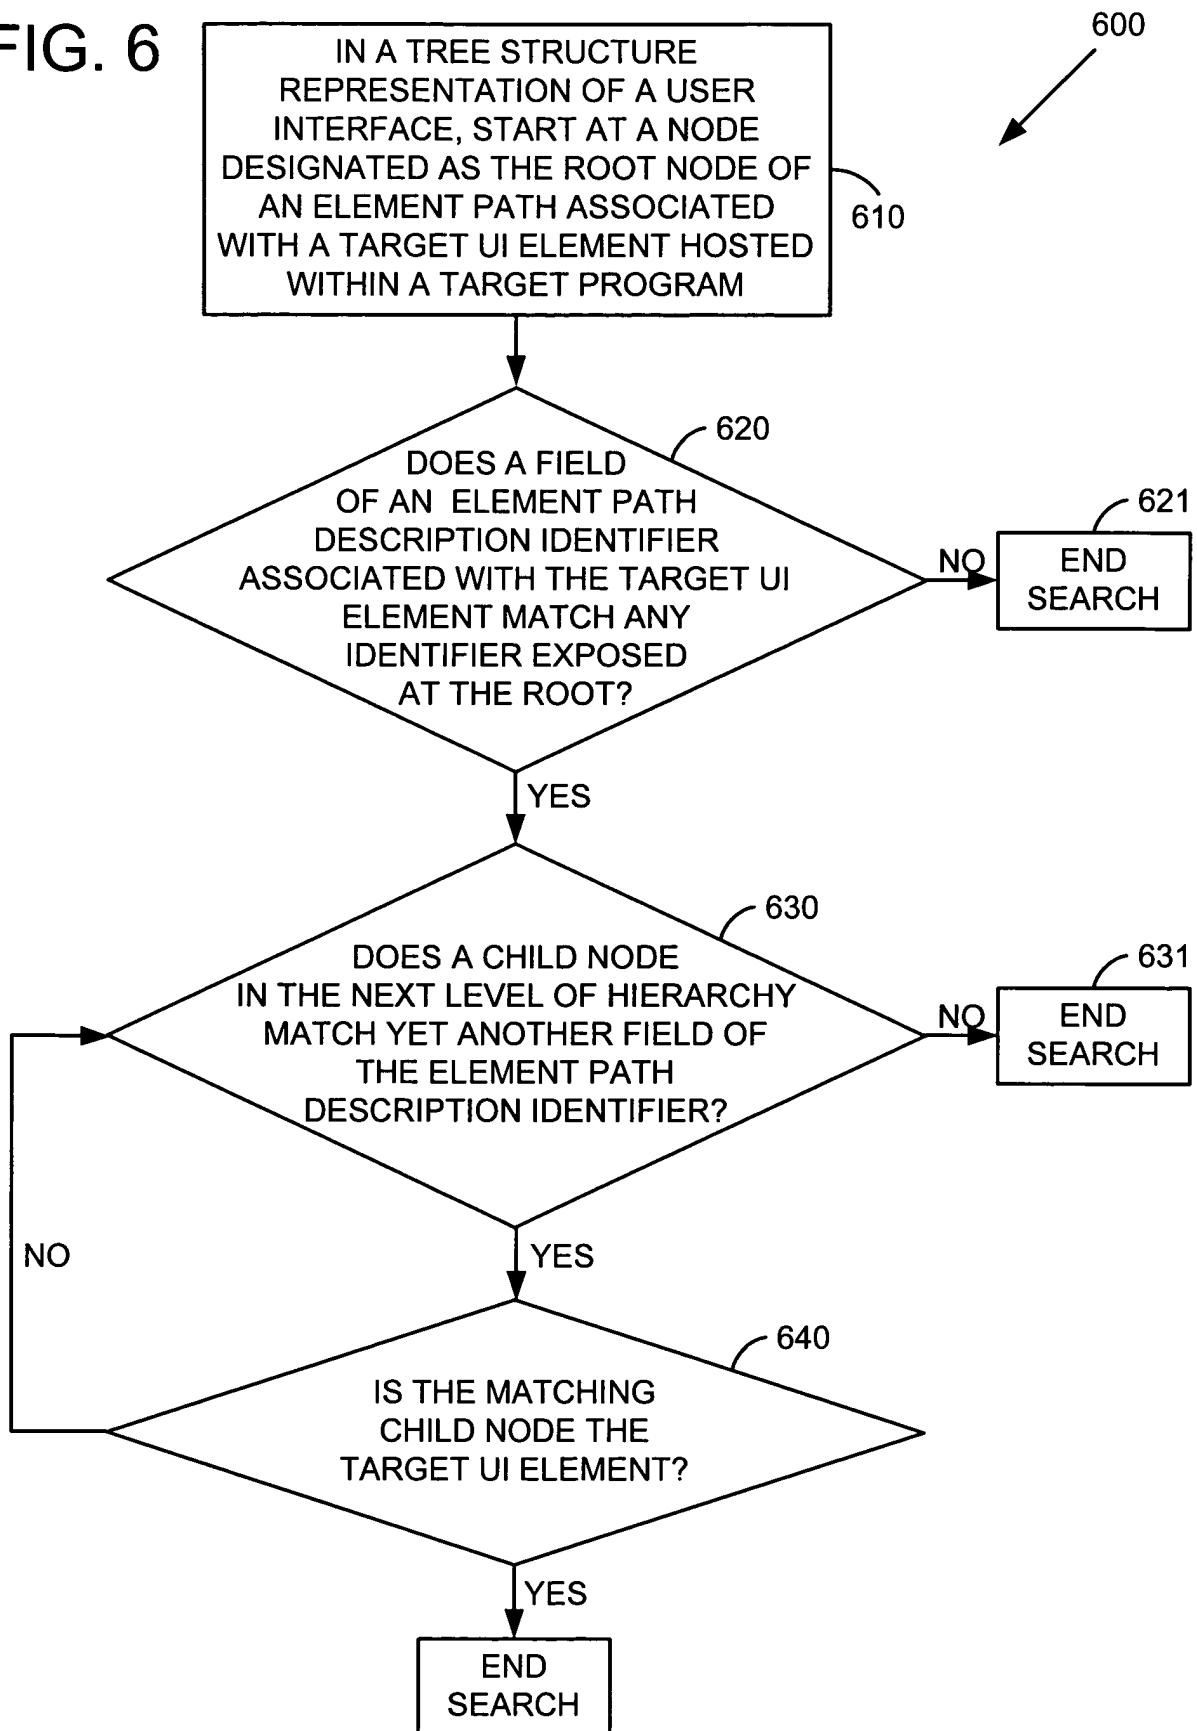 FIG. 6
600
IN A TREE STRUCTURE
REPRESENTATION OF A USER
INTERFACE, START AT A NODE
DESIGNATED AS THE ROOT NODE OF
AN ELEMENT PATH ASSOCIATED
WITH A TARGET UI ELEMENT HOSTED
WITHIN A TARGET PROGRAM
610
620
DOES A FIELD
OF AN ELEMENT PATH
DESCRIPTION IDENTIFIER
ASSOCIATED WITH THE TARGET UI
ELEMENT MATCH ANY
IDENTIFIER EXPOSED
AT THE ROOT?
NO
621
END
SEARCH
YES
630
DOES A CHILD NODE
IN THE NEXT LEVEL OF HIERARCHY
MATCH YET ANOTHER FIELD OF
THE ELEMENT PATH
DESCRIPTION IDENTIFIER?
NO
631
END
SEARCH
YES
NO
640
IS THE MATCHING
CHILD NODE THE
TARGET UI ELEMENT?
YES
END
SEARCH